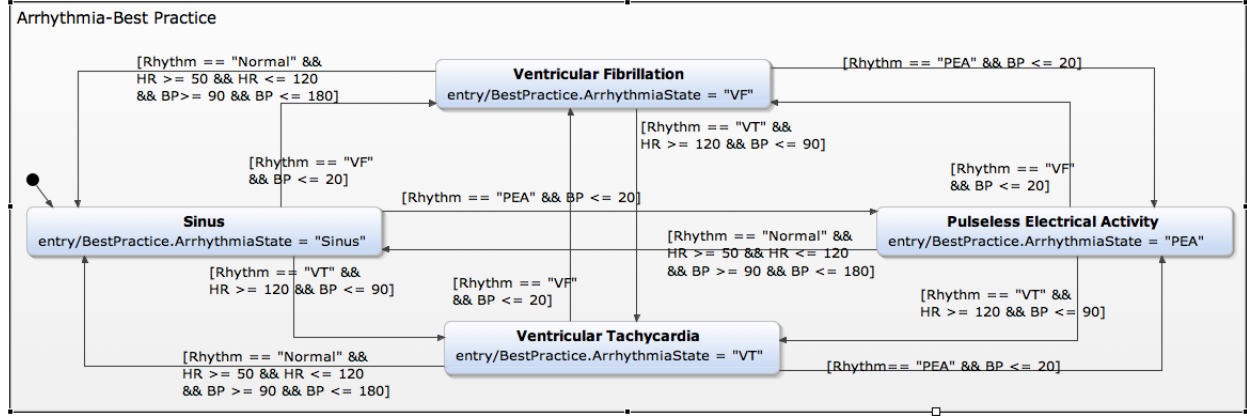 Arrhythmia-Best Practice
[Rhythm == "Normal" &&
HR >= 50 && HR <= 120
&& BP>= 90 && BP <= 180]
Ventricular Fibrillation
entry/BestPractice.ArrhythmiaState = "VF"
[Rhythm == "PEA" && BP <= 20]
[Rhythm == "VT" &&
HR >= 120 && BP <= 90]
[Rhythm == "VF"
&& BP <= 20]
[Rhythm == "VF"
&& BP <= 20]
[Rhythm == "PEA" && BP <= 20]
Sinus
entry/BestPractice.ArrhythmiaState = "Sinus"
Pulseless Electrical Activity
entry/BestPractice.ArrhythmiaState = "PEA"
[Rhythm == "Normal" &&
HR >= 50 && HR <= 120
&& BP >= 90 && BP <= 180]
[Rhythm == "VT" &&
HR >= 120 && BP <= 90]
[Rhythm == "VF"
&& BP <= 20]
[Rhythm == "VT" &&
HR >= 120 && BP <= 90]
Ventricular Tachycardia
entry/BestPractice.ArrhythmiaState = "VT"
[Rhythm == "Normal" &&
HR >= 50 && HR <= 120
&& BP >= 90 && BP <= 180]
[Rhythm== "PEA" && BP <= 20]